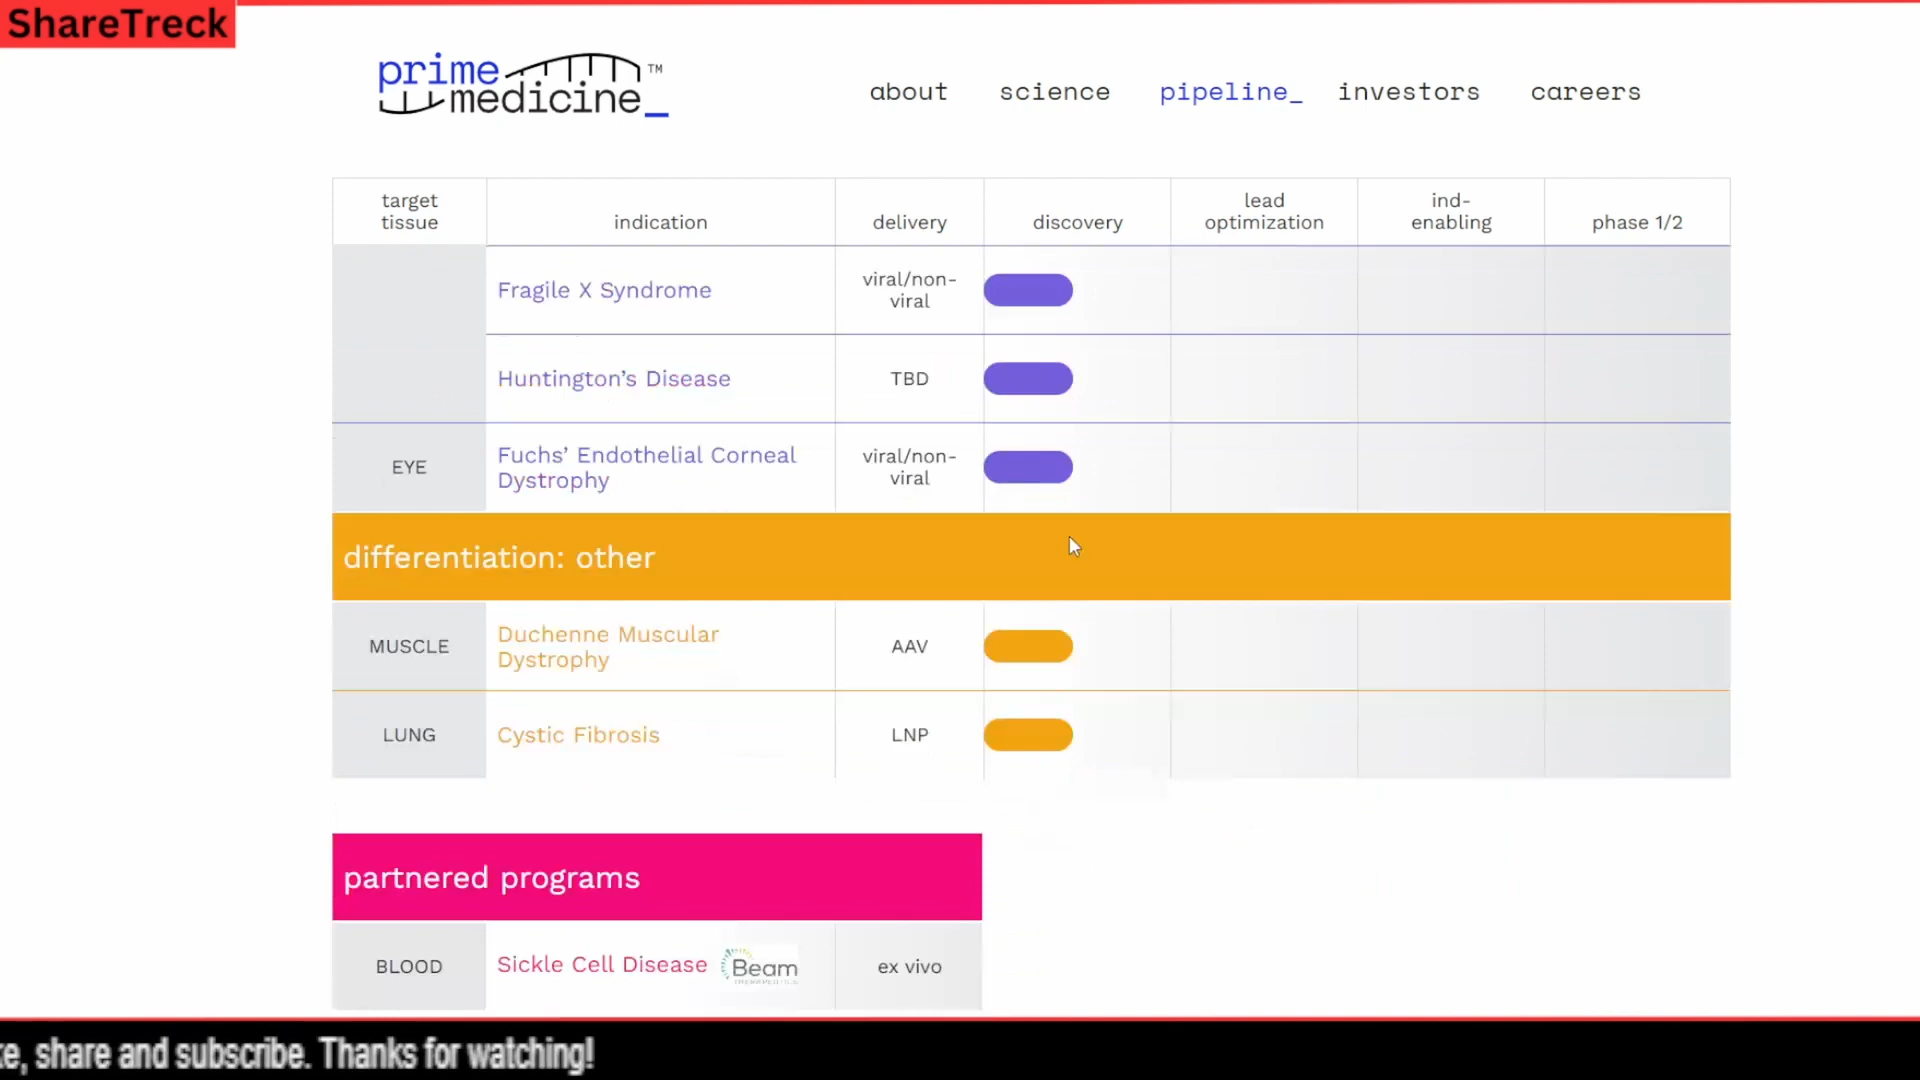 ShareTreck
prime
medicine_
TM
about science pipeline_ investors careers
target
tissue
indication
delivery
discovery
lead
optimization
ind-
enabling
phase 1/2
Fragile X Syndrome
viral/non-
viral
Huntington's Disease
TBD
EYE
Fuchs' Endothelial Corneal
Dystrophy
viral/non-
viral
differentiation: other
MUSCLE
Duchenne Muscular
Dystrophy
AAV
LUNG
Cystic Fibrosis
LNP
partnered programs
BLOOD
Sickle Cell Disease
Beam
THERAPEUTICS
ex vivo
, share and subscribe. Thanks for watching!